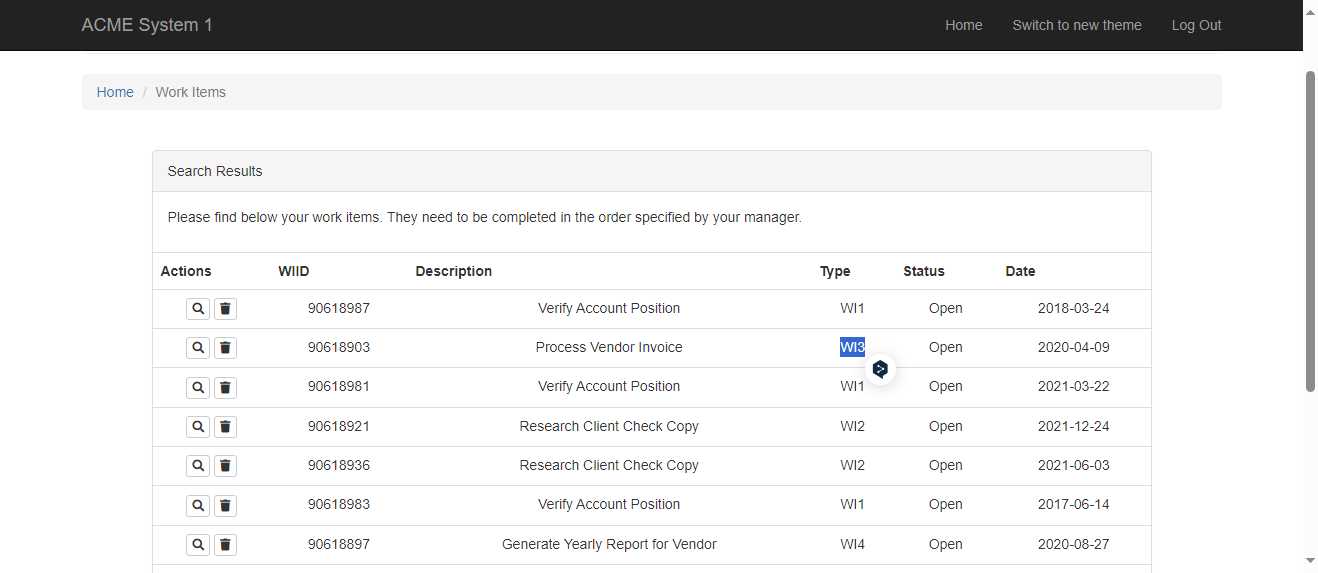 ACME System 1 Home Switch to new theme Log Out
Home / Work Items
Search Results
Please find below your work items. They need to be completed in the order specified by your manager.
Actions WIID Description Type Status Date
90618987 Verify Account Position WI1 Open 2018-03-24
90618903 Process Vendor Invoice WI3 Open 2020-04-09
90618981 Verify Account Position WI1 Open 2021-03-22
90618921 Research Client Check Copy WI2 Open 2021-12-24
90618936 Research Client Check Copy WI2 Open 2021-06-03
90618983 Verify Account Position WI1 Open 2017-06-14
90618897 Generate Yearly Report for Vendor WI4 Open 2020-08-27